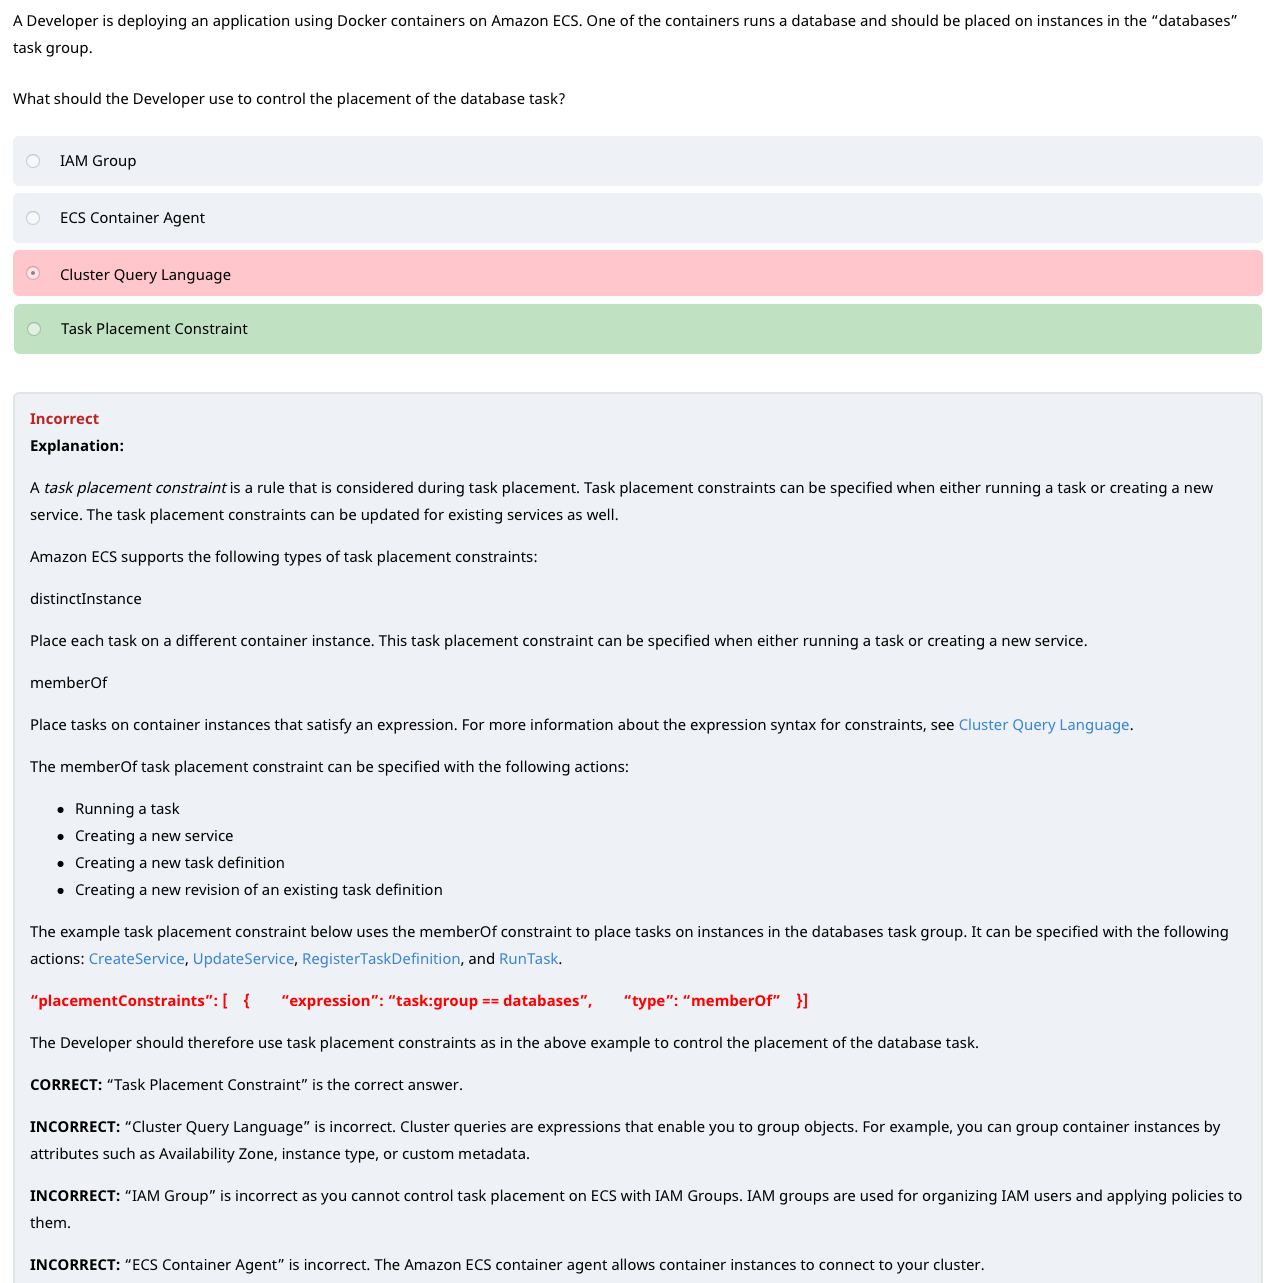 A Developer is deploying an application using Docker containers on Amazon ECS. One of the containers runs a database and should be placed on instances in the “databases”
task group.
What should the Developer use to control the placement of the database task?
IAM Group
ECS Container Agent
Cluster Query Language
Task Placement Constraint
Incorrect
Explanation:
A task placement constraint is a rule that is considered during task placement. Task placement constraints can be specified when either running a task or creating a new
service. The task placement constraints can be updated for existing services as well.
Amazon ECS supports the following types of task placement constraints:
distinctInstance
Place each task on a different container instance. This task placement constraint can be specified when either running a task or creating a new service.
memberOf
Place tasks on container instances that satisfy an expression. For more information about the expression syntax for constraints, see Cluster Query Language.
The memberOf task placement constraint can be specified with the following actions:
• Running a task
• Creating a new service
• Creating a new task definition
• Creating a new revision of an existing task definition
The example task placement constraint below uses the memberOf constraint to place tasks on instances in the databases task group. It can be specified with the following
actions: CreateService, UpdateService, RegisterTaskDefinition, and RunTask.
“placementConstraints”: [ { “expression”: “task:group == databases”, “type”: “memberOf” }]
The Developer should therefore use task placement constraints as in the above example to control the placement of the database task.
CORRECT: “Task Placement Constraint” is the correct answer.
INCORRECT: “Cluster Query Language” is incorrect. Cluster queries are expressions that enable you to group objects. For example, you can group container instances by
attributes such as Availability Zone, instance type, or custom metadata.
INCORRECT: “IAM Group” is incorrect as you cannot control task placement on ECS with IAM Groups. IAM groups are used for organizing IAM users and applying policies to
them.
INCORRECT: “ECS Container Agent” is incorrect. The Amazon ECS container agent allows container instances to connect to your cluster.